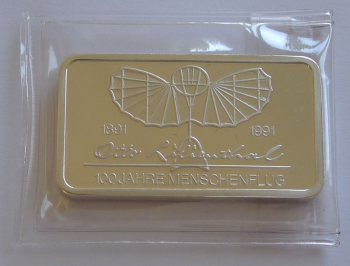 1891 1991
Otto Lilienthal
100 JAHRE MENSCHENFLUG